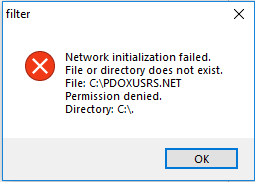 filter
Network initialization failed.
File or directory does not exist.
File: C:\PDOXUSRS.NET
Permission denied.
Directory: C:\.
OK